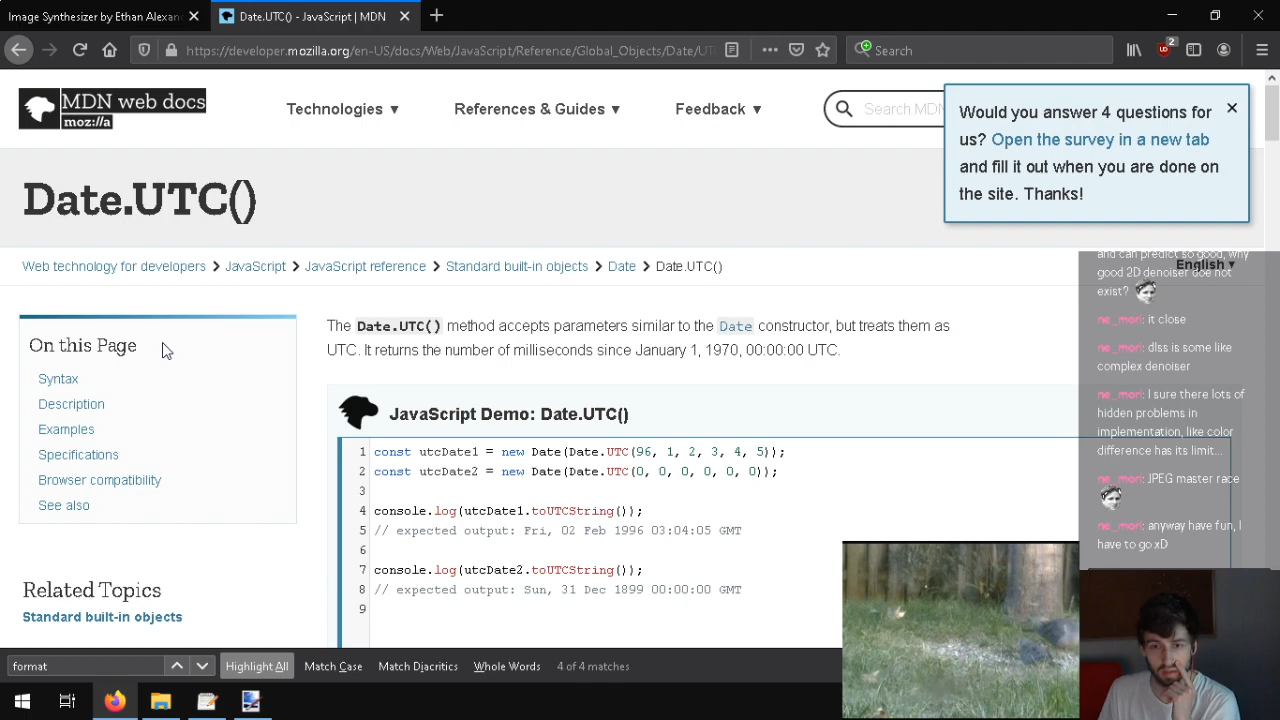 Image Synthesizer by Ethan Alexan
Date.UTC() - JavaScript | MDN
https://developer.mozilla.org/en-US/docs/Web/JavaScript/Reference/Global_Objects/Date/UT
Search
2
MDN web docs
moz://a
Technologies ▼
References & Guides ▼
Feedback ▼
Search MDN
Would you answer 4 questions for
us? Open the survey in a new tab
and fill it out when you are done on
the site. Thanks!
Date.UTC()
Web technology for developers > JavaScript > JavaScript reference > Standard built-in objects > Date > Date.UTC()
English ▼
On this Page
Syntax
Description
Examples
Specifications
Browser compatibility
See also
Related Topics
Standard built-in objects
The Date.UTC() method accepts parameters similar to the Date constructor, but treats them as
UTC. It returns the number of milliseconds since January 1, 1970, 00:00:00 UTC.
JavaScript Demo: Date.UTC()
1 const utcDate1 = new Date(Date.UTC(96, 1, 2, 3, 4, 5));
2 const utcDate2 = new Date(Date.UTC(0, 0, 0, 0, 0, 0));
3
4 console.log(utcDate1.toUTCString());
5 // expected output: Fri, 02 Feb 1996 03:04:05 GMT
6
7 console.log(utcDate2.toUTCString());
8 // expected output: Sun, 31 Dec 1899 00:00:00 GMT
9
and can predict so good, why
good 2D denoiser doe not
exist?
ne_mori: it close
ne_mori: dlss is some like
complex denoiser
ne_mori: I sure there lots of
hidden problems in
implementation, like color
difference has its limit...
ne_mori: JPEG master race
ne_mori: anyway have fun, I
have to go xD
format
Highlight All
Match Case
Match Diacritics
Whole Words
4 of 4 matches